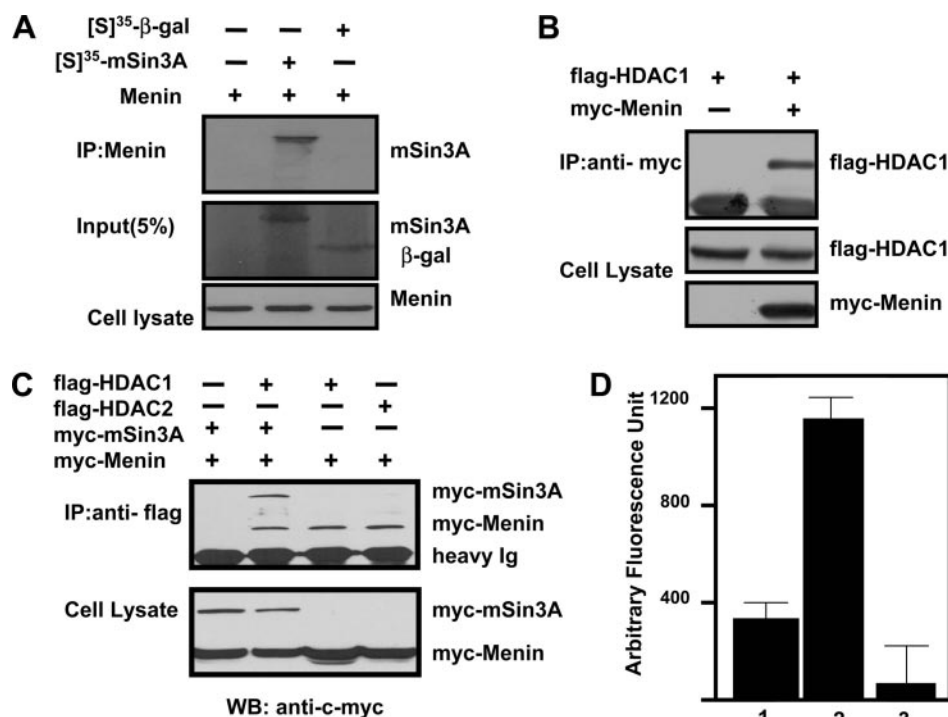 A
[S]³⁵-β-gal — — +
[S]³⁵-mSin3A — + —
Menin + + +
IP:Menin mSin3A
Input(5%) mSin3A
β-gal
Cell lysate Menin
B
flag-HDAC1 + +
myc-Menin — +
IP:anti- myc flag-HDAC1
flag-HDAC1
Cell Lysate
myc-Menin
C
flag-HDAC1 — + + —
flag-HDAC2 — — — +
myc-mSin3A + + — —
myc-Menin + + + +
myc-mSin3A
IP:anti- flag myc-Menin
heavy Ig
Cell Lysate myc-mSin3A
myc-Menin
WB: anti-c-myc
D
Arbitrary Fluorescence Unit
1200
800
400
1 2 3